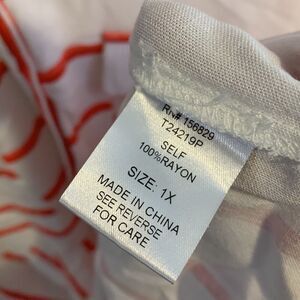 RN# 156829
T24219P
SELF
100%RAYON
SIZE: 1X
MADE IN CHINA
SEE REVERSE
FOR CARE